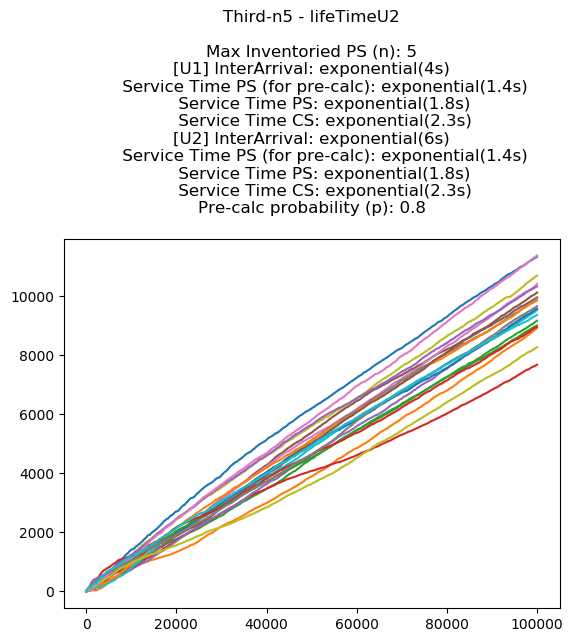 Third-n5 - lifeTimeU2
Max Inventoried PS (n): 5
[U1] InterArrival: exponential(4s)
Service Time PS (for pre-calc): exponential(1.4s)
Service Time PS: exponential(1.8s)
Service Time CS: exponential(2.3s)
[U2] InterArrival: exponential(6s)
Service Time PS (for pre-calc): exponential(1.4s)
Service Time PS: exponential(1.8s)
Service Time CS: exponential(2.3s)
Pre-calc probability (p): 0.8
10000
8000
6000
4000
2000
0
0 20000 40000 60000 80000 100000